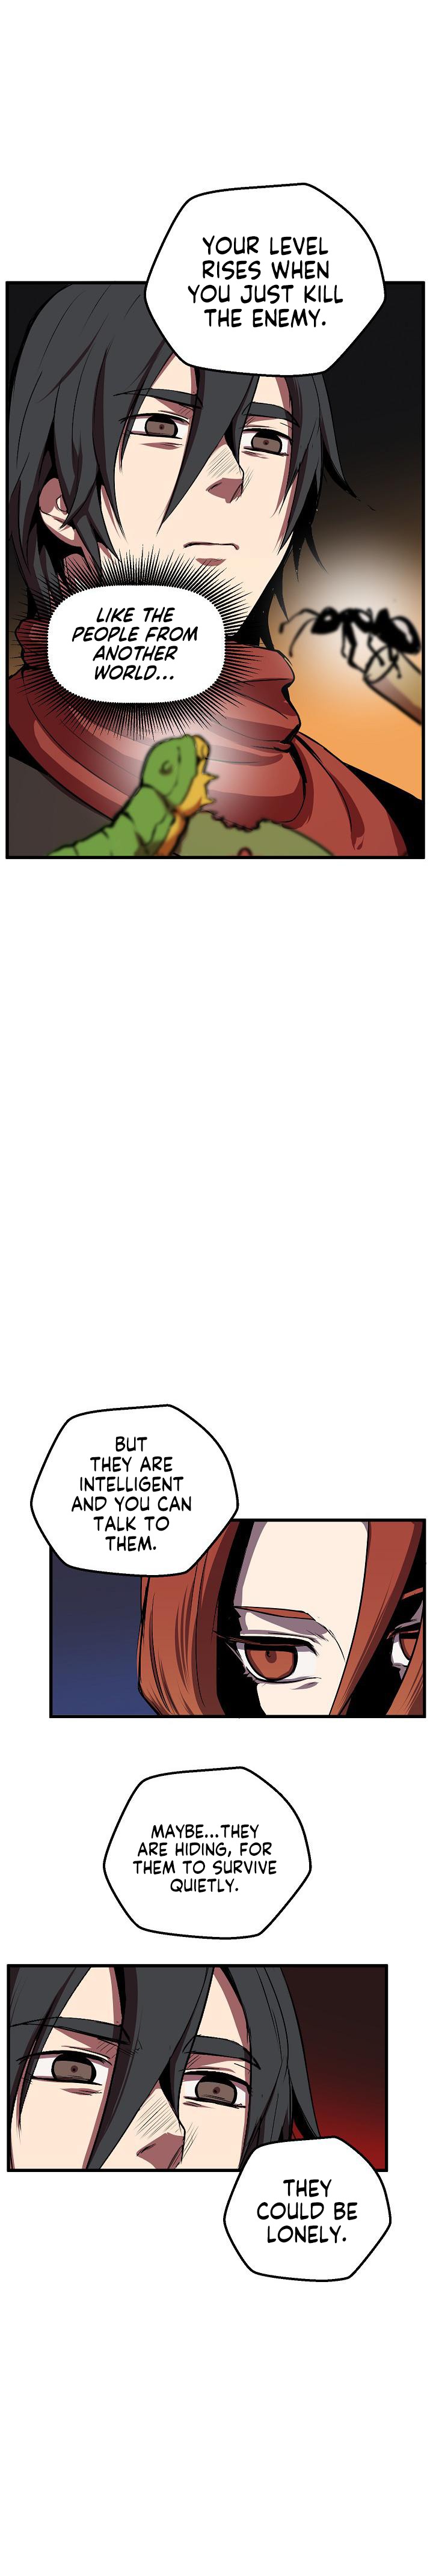 YOUR LEVEL
RISES WHEN
YOU JUST KILL
THE ENEMY.
LIKE THE
PEOPLE FROM
ANOTHER
WORLD...
BUT
THEY ARE
INTELLIGENT
AND YOU CAN
TALK TO
THEM.
MAYBE...THEY
ARE HIDING, FOR
THEM TO SURVIVE
QUIETLY.
THEY
COULD BE
LONELY.